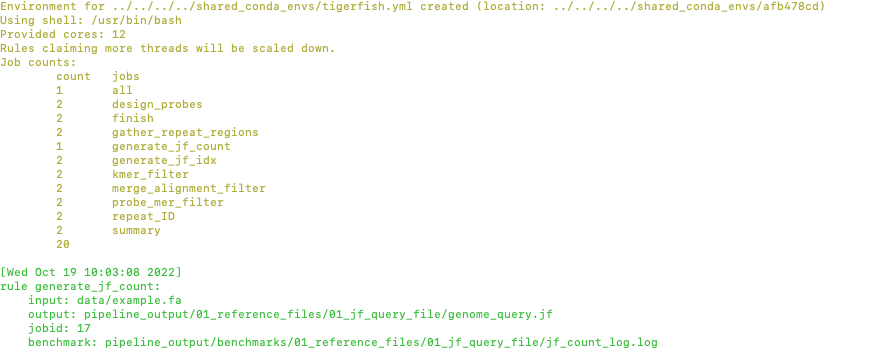 Environment for ../../../../shared_conda_envs/tigerfish.yml created (location: ../../../../shared_conda_envs/afb478cd)
Using shell: /usr/bin/bash
Provided cores: 12
Rules claiming more threads will be scaled down.
Job counts:
count jobs
1 all
2 design_probes
2 finish
2 gather_repeat_regions
1 generate_jf_count
2 generate_jf_idx
2 kmer_filter
2 merge_alignment_filter
2 probe_mer_filter
2 repeat_ID
2 summary
20
[Wed Oct 19 10:03:08 2022]
rule generate_jf_count:
input: data/example.fa
output: pipeline_output/01_reference_files/01_jf_query_file/genome_query.jf
jobid: 17
benchmark: pipeline_output/benchmarks/01_reference_files/01_jf_query_file/jf_count_log.log